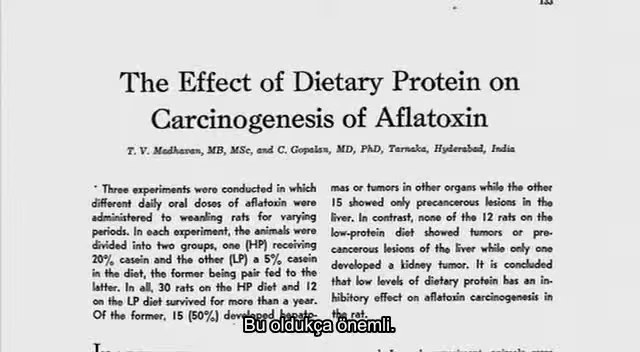 133
The Effect of Dietary Protein on
Carcinogenesis of Aflatoxin
T. V. Madhavan, MB, MSc, and C. Gopalan, MD, PhD, Tarnaka, Hyderabad, India
Three experiments were conducted in which
different daily oral doses of aflatoxin were
administered to weanling rats for varying
periods. In each experiment, the animals were
divided into two groups, one (HP) receiving
20% casein and the other (LP) a 5% casein
in the diet, the former being pair fed to the
latter. In all, 30 rats on the HP diet and 12
on the LP diet survived for more than a year.
Of the former, 15 (50%) developed hepato-
mas or tumors in other organs while the other
15 showed only precancerous lesions in the
liver. In contrast, none of the 12 rats on the
low-protein diet showed tumors or pre-
cancerous lesions of the liver while only one
developed a kidney tumor. It is concluded
that low levels of dietary protein has an in-
hibitory effect on aflatoxin carcinogenesis in
the rat.
Bu oldukça önemli.